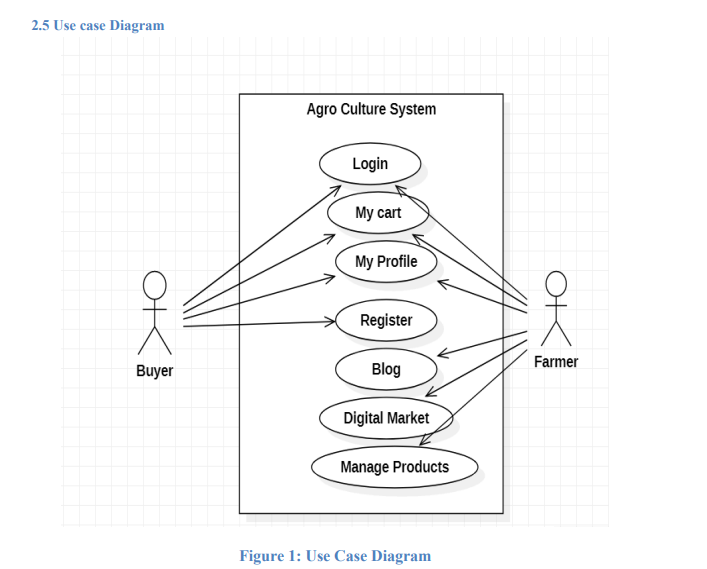 2.5 Use case Diagram
Agro Culture System
Login
My cart
My Profile
Register
Blog
Digital Market
Manage Products
Buyer
Farmer
Figure 1: Use Case Diagram